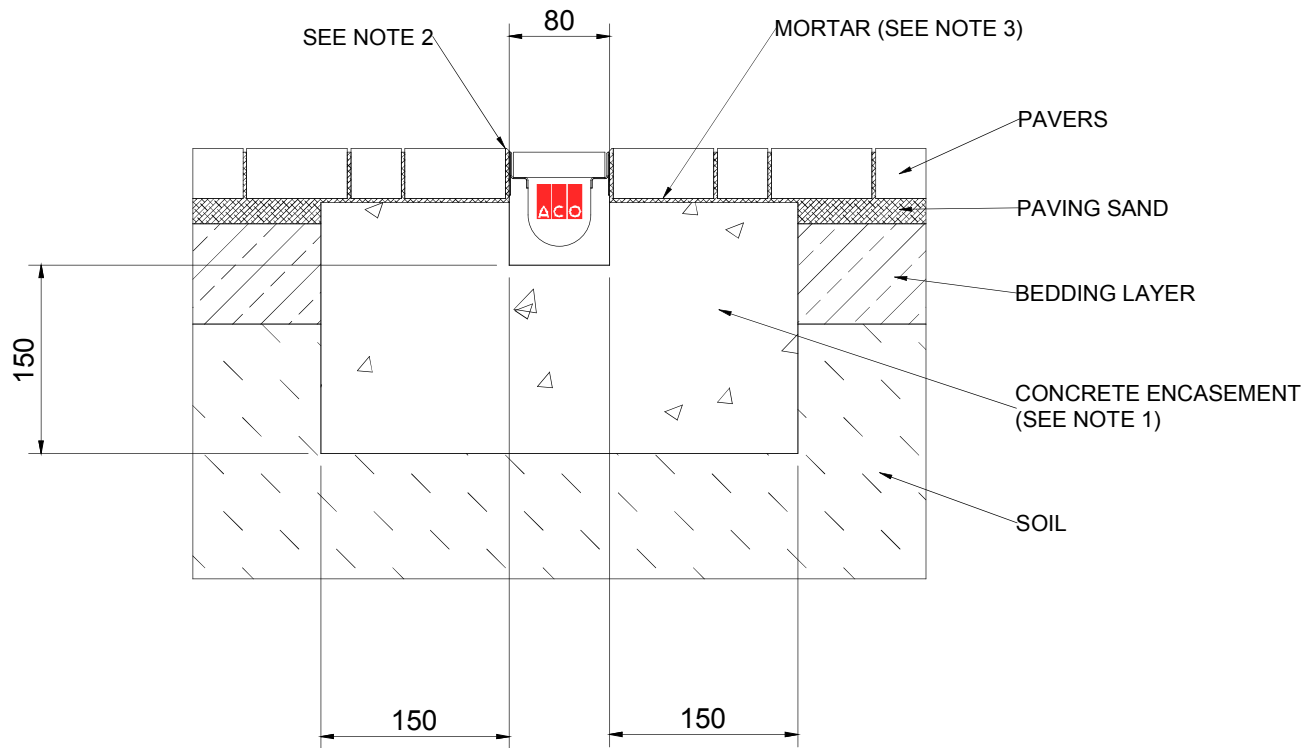 80
SEE NOTE 2
MORTAR (SEE NOTE 3)
PAVERS
ACO
PAVING SAND
BEDDING LAYER
150
CONCRETE ENCASEMENT
(SEE NOTE 1)
SOIL
150
150